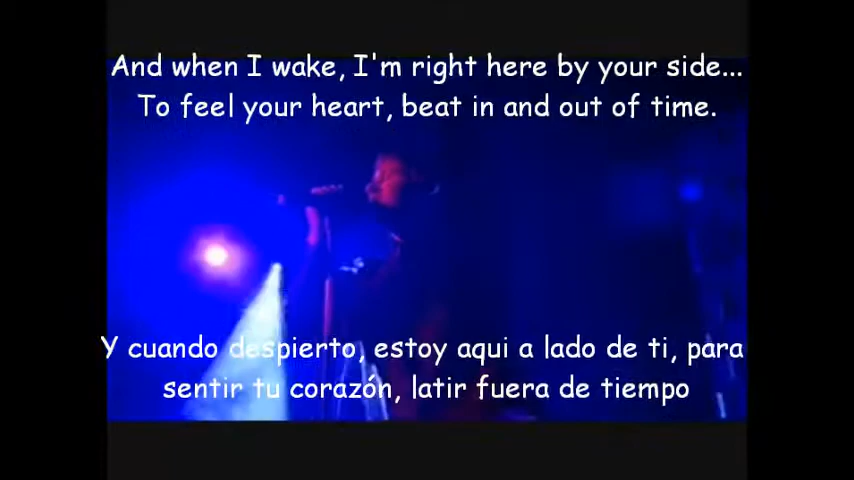 And when I wake, I'm right here by your side...
To feel your heart, beat in and out of time.
Y cuando despierto, estoy aqui a lado de ti, para
sentir tu corazón, latir fuera de tiempo